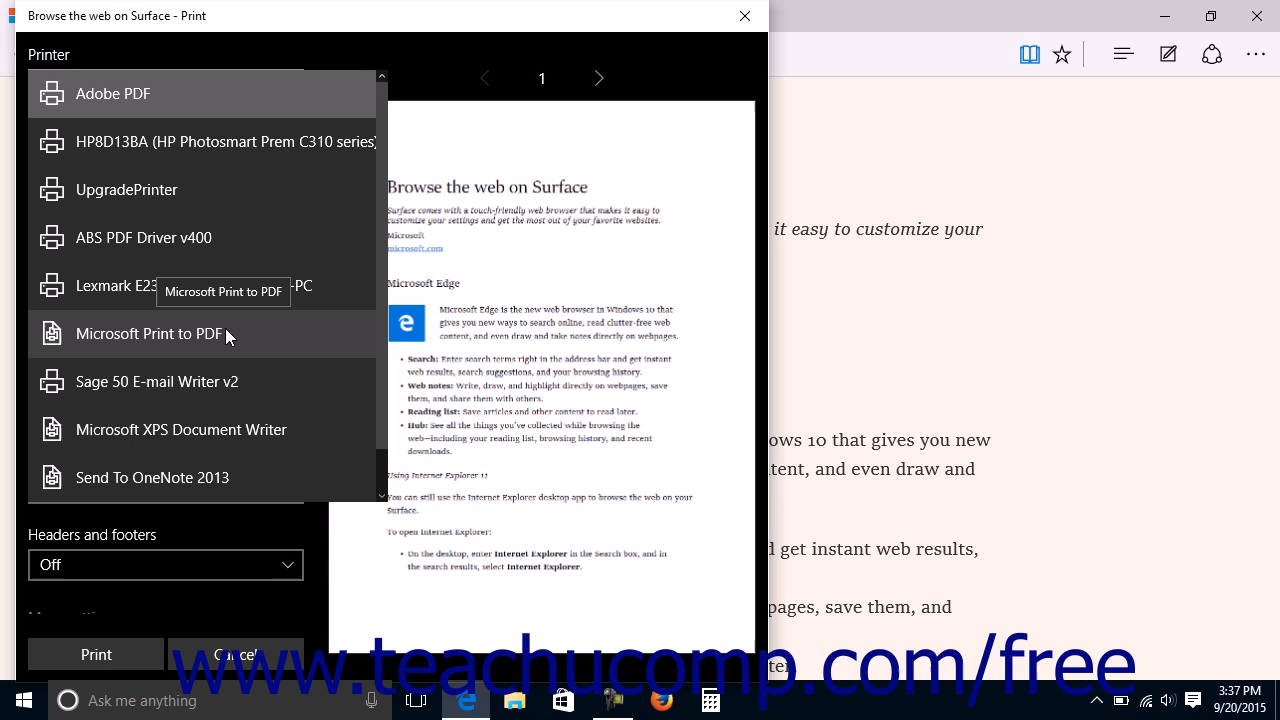 Browse the web on Surface - Print
Printer
Adobe PDF
HP8D13BA (HP Photosmart Prem C310 series)
UpgradePrinter
ABS PDF Driver v400
Lexmark E23
-PC
Microsoft Print to PDF
Microsoft Print to PDF
Sage 50 E-mail Writer v2
Microsoft XPS Document Writer
Send To OneNote 2013
Headers and footers
Off
Print
Cancel
1
Browse the web on Surface
Surface comes with a touch-friendly web browser that makes it easy to
customize your settings and get the most out of your favorite websites.
Microsoft
microsoft.com
Microsoft Edge
Microsoft Edge is the new web browser in Windows 10 that
gives you new ways to search online, read clutter-free web
content, and even draw and take notes directly on webpages.
• Search: Enter search terms right in the address bar and get instant
web results, search suggestions, and your browsing history.
• Web notes: Write, draw, and highlight directly on webpages, save
them, and share them with others.
• Reading list: Save articles and other content to read later.
• Hub: See all the things you've collected while browsing the
web—including your reading list, browsing history, and recent
downloads.
Using Internet Explorer 11
You can still use the Internet Explorer desktop app to browse the web on your
Surface.
To open Internet Explorer:
• On the desktop, enter Internet Explorer in the Search box, and in
the search results, select Internet Explorer.
it easy to customize your
ows 10 that gives you new
tent, and even draw and
d get instant web results,
pages, save them, and
ter.
www.teachucomp.com/free
Ask me anything
3:37 PM
9/20/2015